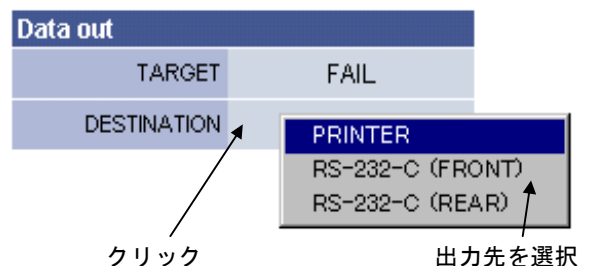 Data out
TARGET FAIL
DESTINATION
PRINTER
RS-232-C (FRONT)
RS-232-C (REAR)
クリック 出力先を選択